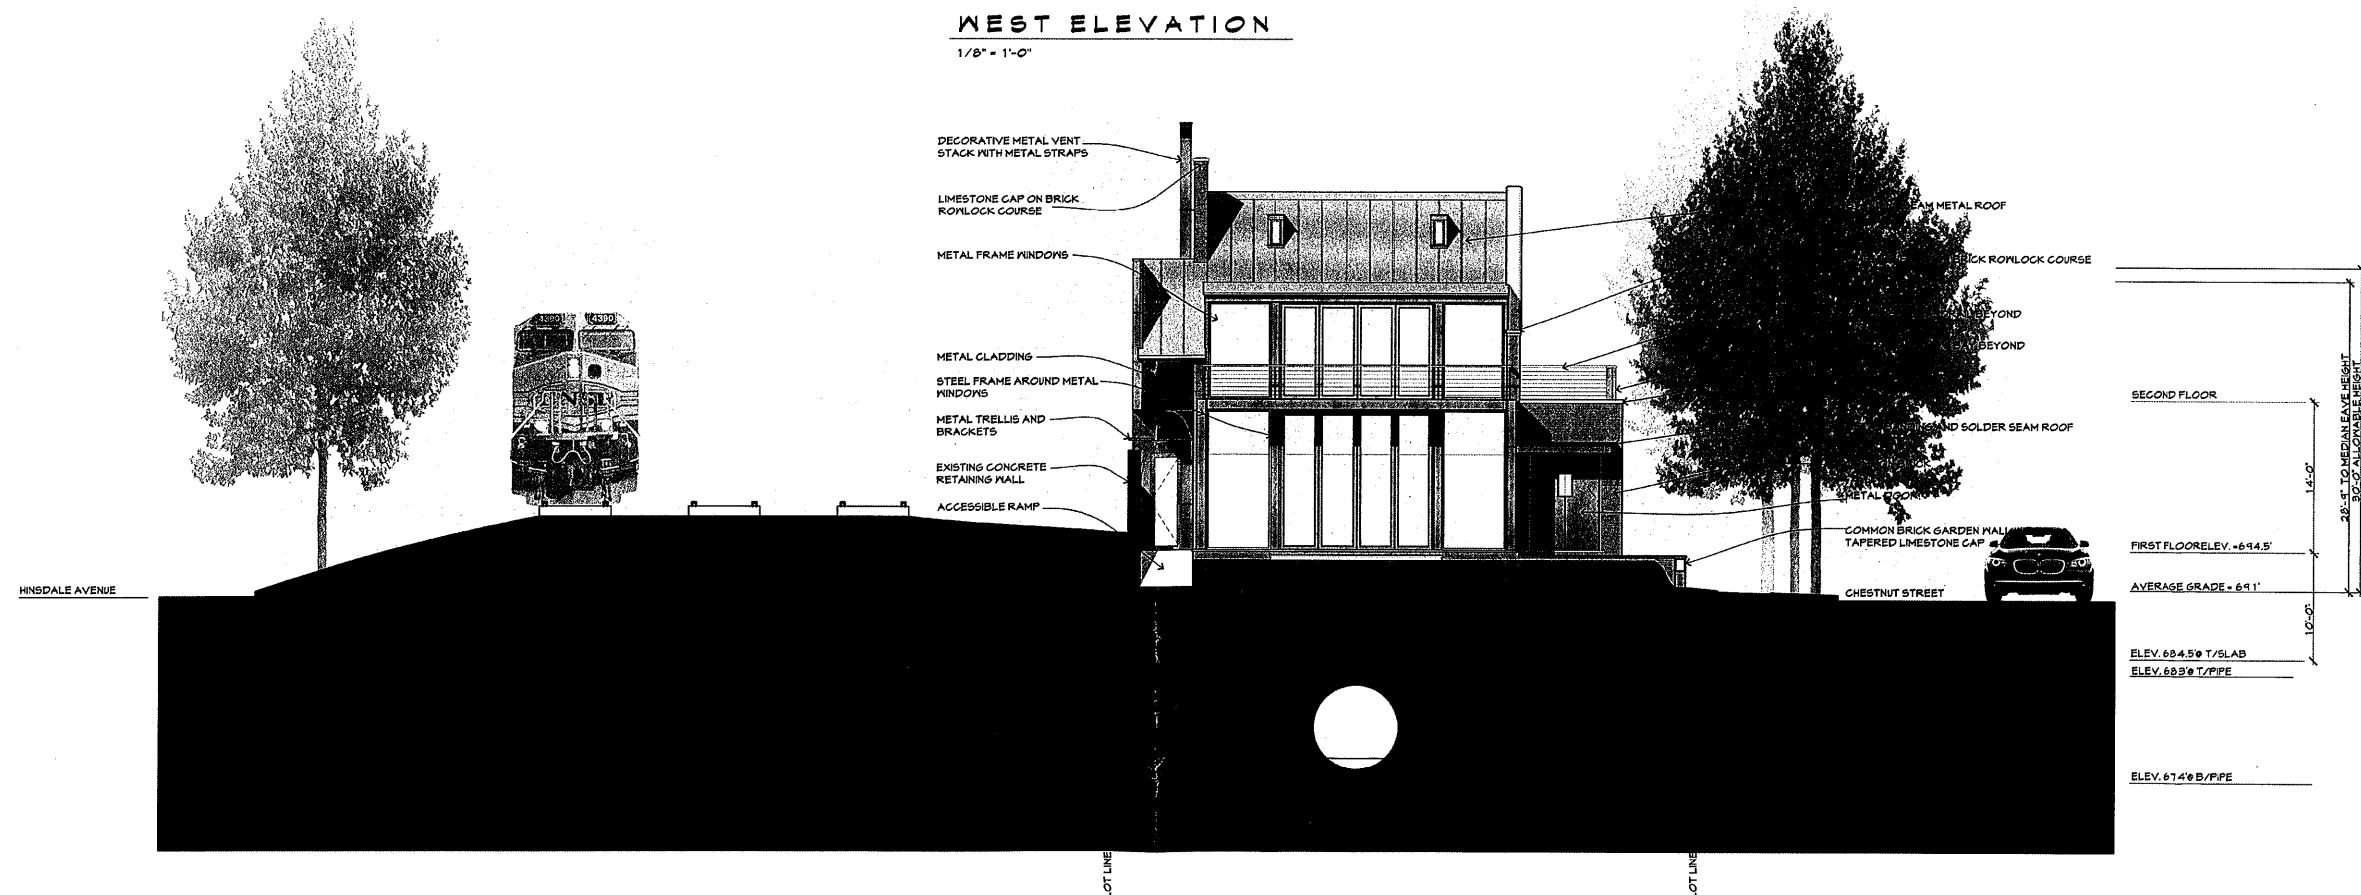 WEST ELEVATION
1/8" = 1'-0"
DECORATIVE METAL VENT
STACK WITH METAL STRAPS
LIMESTONE CAP ON BRICK
ROWLOCK COURSE
METAL FRAME WINDOWS
METAL CLADDING
STEEL FRAME AROUND METAL
WINDOWS
METAL TRELLIS AND
BRACKETS
EXISTING CONCRETE
RETAINING WALL
ACCESSIBLE RAMP
HINSDALE AVENUE
4390 4390
METAL ROOF
BRICK ROWLOCK COURSE
BEYOND
BEYOND
AND SOLDER SEAM ROOF
METAL DOOR
COMMON BRICK GARDEN WALL
TAPERED LIMESTONE CAP
CHESTNUT STREET
SECOND FLOOR
FIRST FLOORELEV.=694.5'
AVERAGE GRADE = 691'
ELEV. 684.5'@ T/SLAB
ELEV. 683'@ T/PIPE
ELEV. 674'@ B/PIPE
14'-0"
10'-0"
28'-9" TO MEDIAN EAVE HEIGHT
30'-0" ALLOWABLE HEIGHT
OT LINE
OT LINE